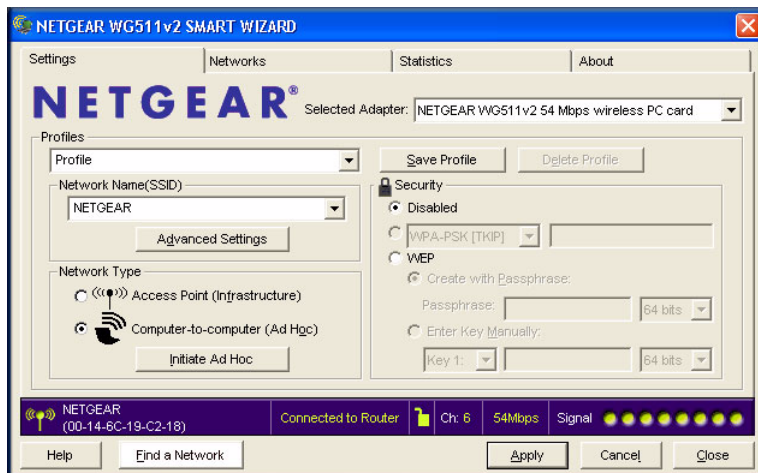 NETGEAR WG511v2 SMART WIZARD
Settings Networks Statistics About
NETGEAR® Selected Adapter: NETGEAR WG511v2 54 Mbps wireless PC card
Profiles
Profile Save Profile Delete Profile
Network Name(SSID)
NETGEAR
Advanced Settings
Network Type
Access Point (Infrastructure)
Computer-to-computer (Ad Hoc)
Initiate Ad Hoc
Security
Disabled
WPA-PSK [TKIP]
WEP
Create with Passphrase:
Passphrase: 64 bits
Enter Key Manually:
Key 1: 64 bits
NETGEAR
(00-14-6C-19-C2-18) Connected to Router Ch: 6 54Mbps Signal
Help Find a Network Apply Cancel Close